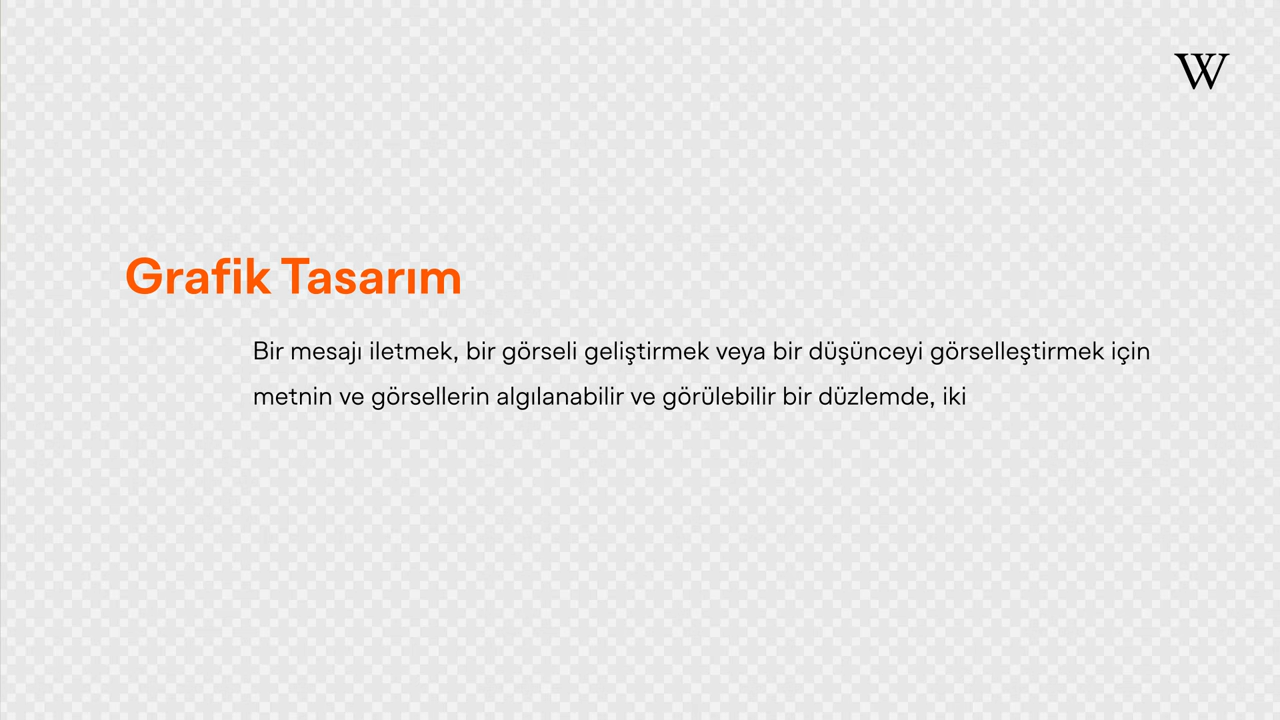 W
Grafik Tasarım
Bir mesajı iletmek, bir görseli geliştirmek veya bir düşünceyi görselleştirmek için
metnin ve görsellerin algılanabilir ve görülebilir bir düzlemde, iki